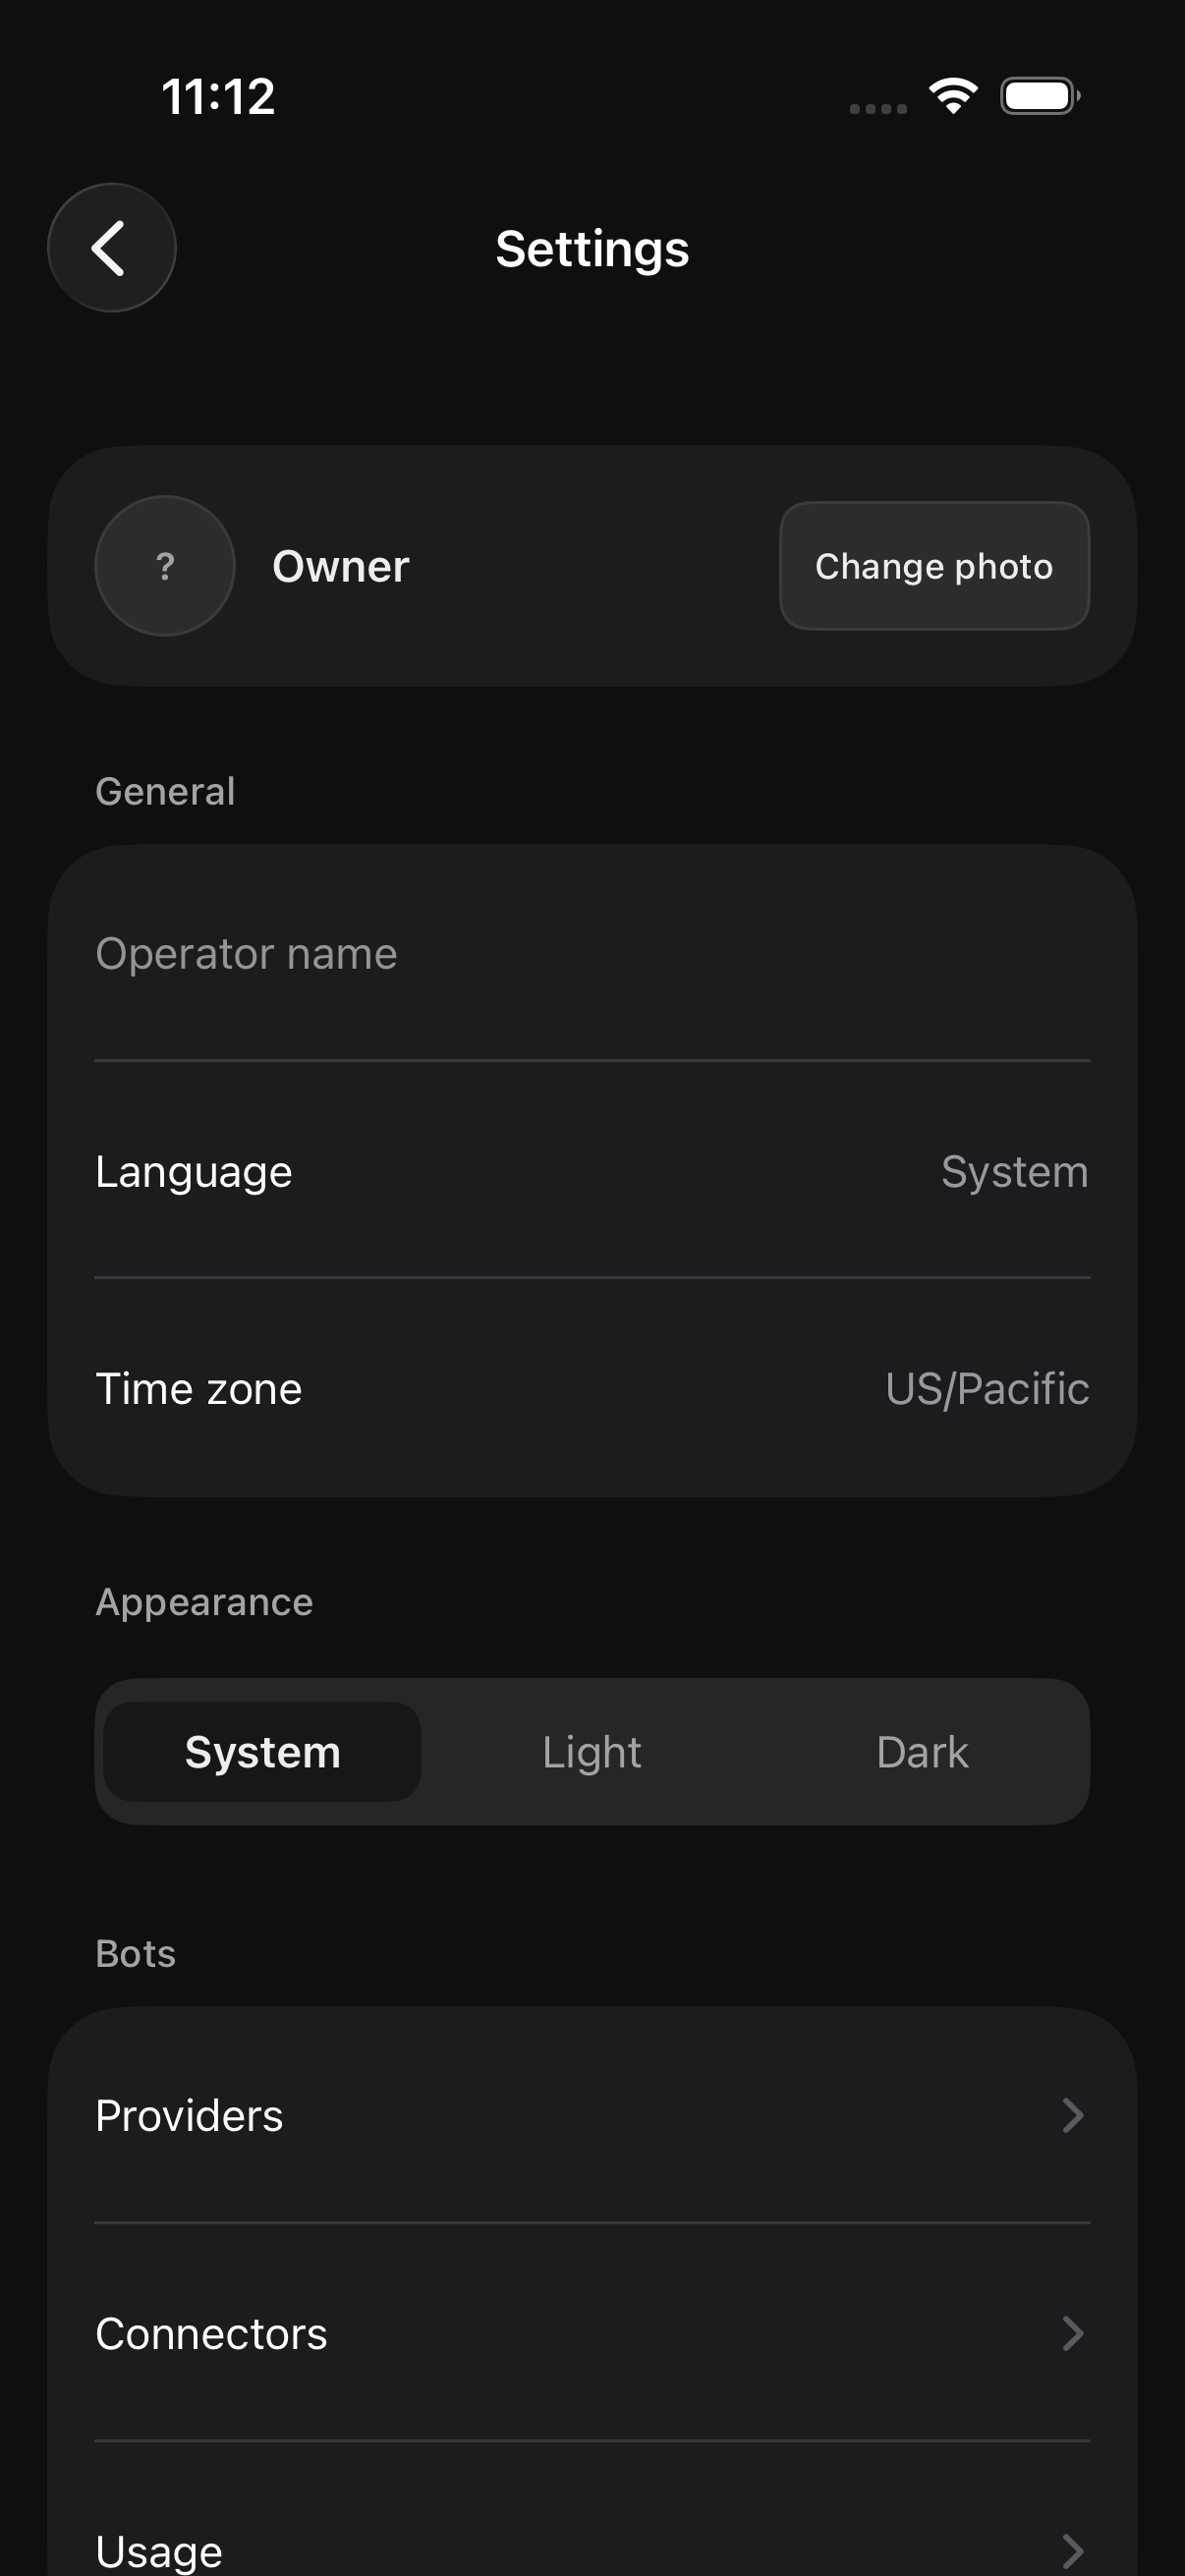 11:12
Settings
?
Owner
Change photo
General
Operator name
Language
System
Time zone
US/Pacific
Appearance
System
Light
Dark
Bots
Providers
Connectors
Usage